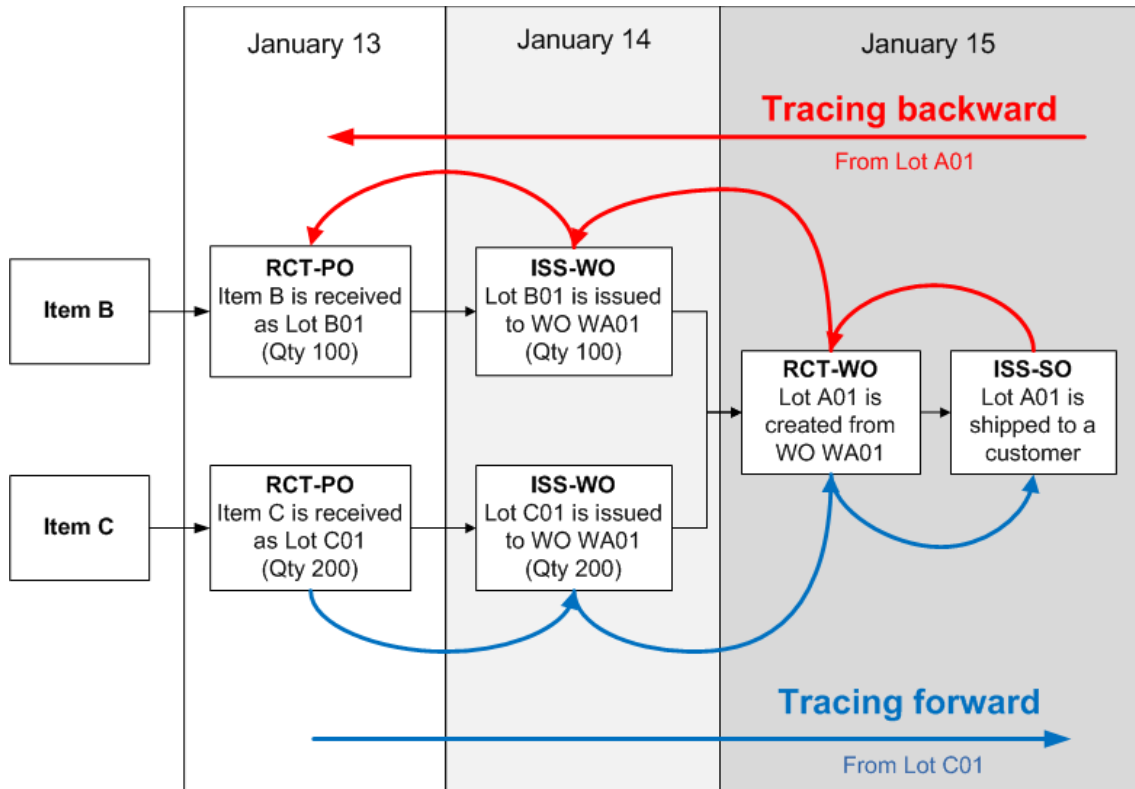 January 13
January 14
January 15
Tracing backward
From Lot A01
Item B
RCT-PO
Item B is received
as Lot B01
(Qty 100)
ISS-WO
Lot B01 is issued
to WO WA01
(Qty 100)
RCT-WO
Lot A01 is
created from
WO WA01
ISS-SO
Lot A01 is
shipped to a
customer
Item C
RCT-PO
Item C is received
as Lot C01
(Qty 200)
ISS-WO
Lot C01 is issued
to WO WA01
(Qty 200)
Tracing forward
From Lot C01